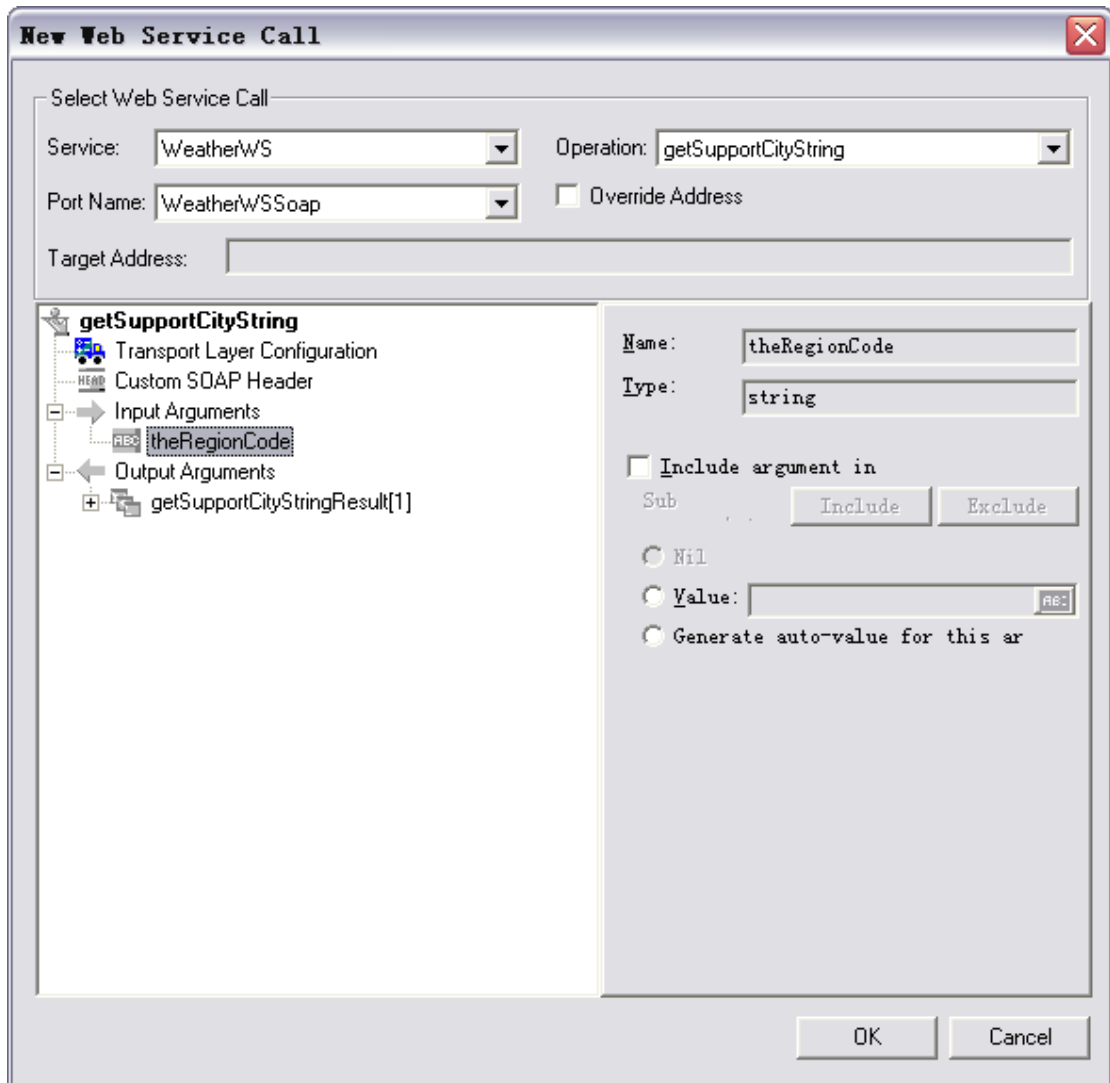 New Web Service Call
Select Web Service Call
Service: WeatherWS Operation: getSupportCityString
Port Name: WeatherWSSoap Override Address
Target Address:
getSupportCityString
Transport Layer Configuration
HEAD Custom SOAP Header
Input Arguments
ABC theRegionCode
Output Arguments
getSupportCityStringResult[1]
Name: theRegionCode
Type: string
Include argument in
Sub Include Exclude
Nil
Value: ABC
Generate auto-value for this ar
OK Cancel